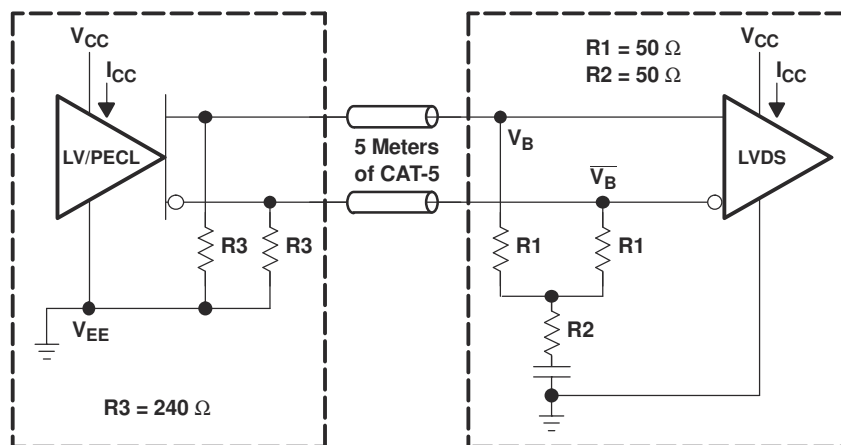 V_CC
I_CC
LV/PECL
R3
R3
V_EE
R3 = 240 Ω
5 Meters
of CAT-5
R1 = 50 Ω
R2 = 50 Ω
V_CC
I_CC
V_B
V̅_B̅
LVDS
R1
R1
R2